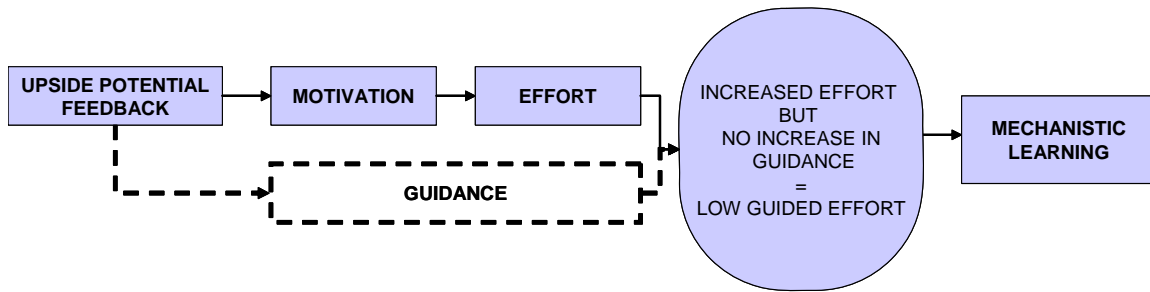 UPSIDE POTENTIAL
FEEDBACK
MOTIVATION
EFFORT
GUIDANCE
INCREASED EFFORT
BUT
NO INCREASE IN
GUIDANCE
=
LOW GUIDED EFFORT
MECHANISTIC
LEARNING